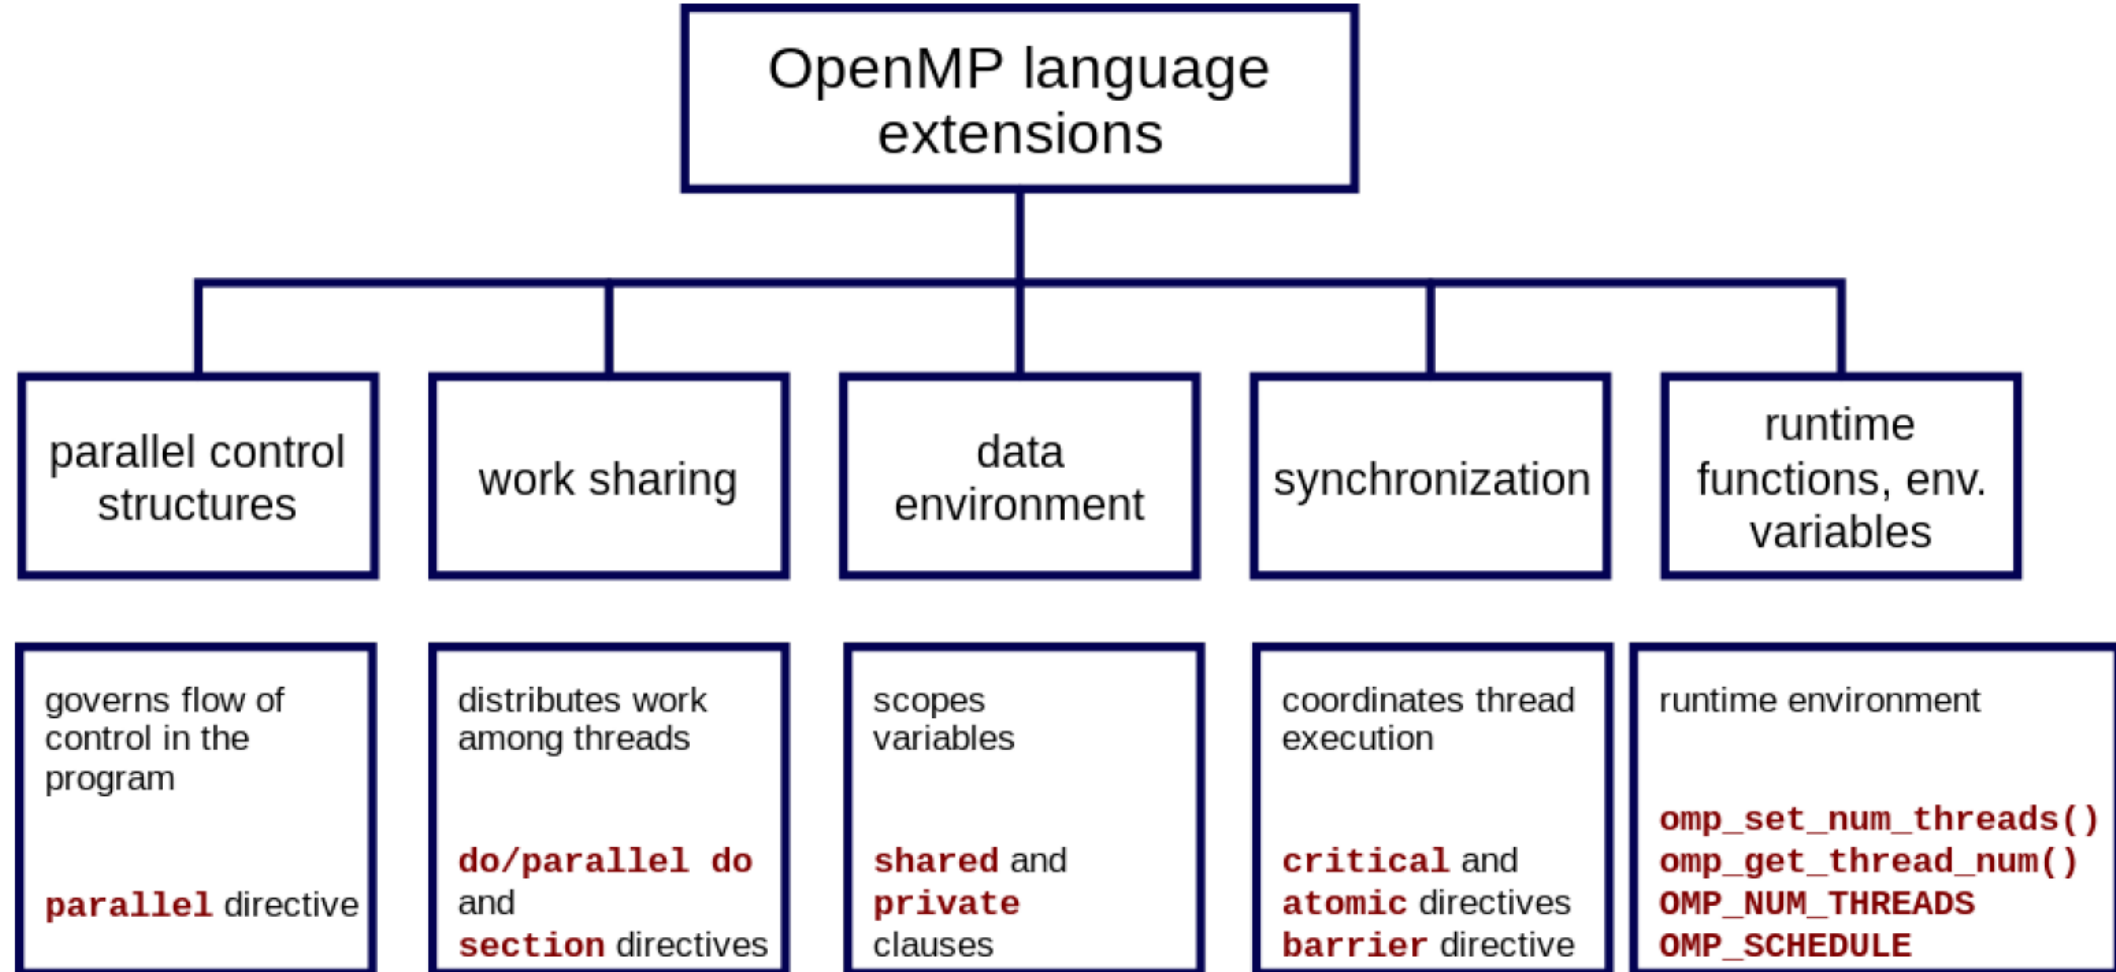 OpenMP language
extensions
parallel control
structures
work sharing
data
environment
synchronization
runtime
functions, env.
variables
governs flow of
control in the
program
parallel directive
distributes work
among threads
do/parallel do
and
section directives
scopes
variables
shared and
private
clauses
coordinates thread
execution
critical and
atomic directives
barrier directive
runtime environment
omp_set_num_threads()
omp_get_thread_num()
OMP_NUM_THREADS
OMP_SCHEDULE